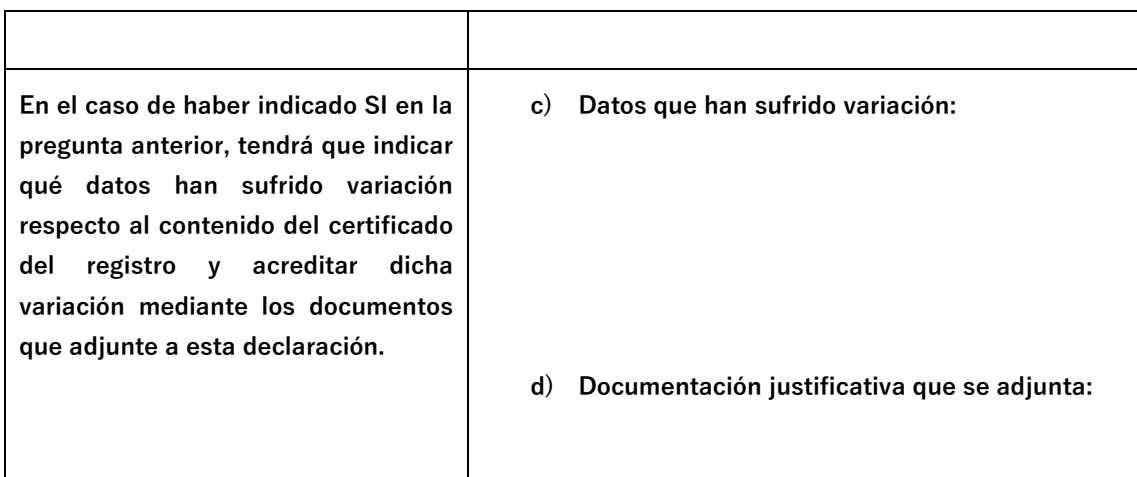 En el caso de haber indicado SI en la
pregunta anterior, tendrá que indicar
qué datos han sufrido variación
respecto al contenido del certificado
del registro y acreditar dicha
variación mediante los documentos
que adjunte a esta declaración.
c) Datos que han sufrido variación:
d) Documentación justificativa que se adjunta: